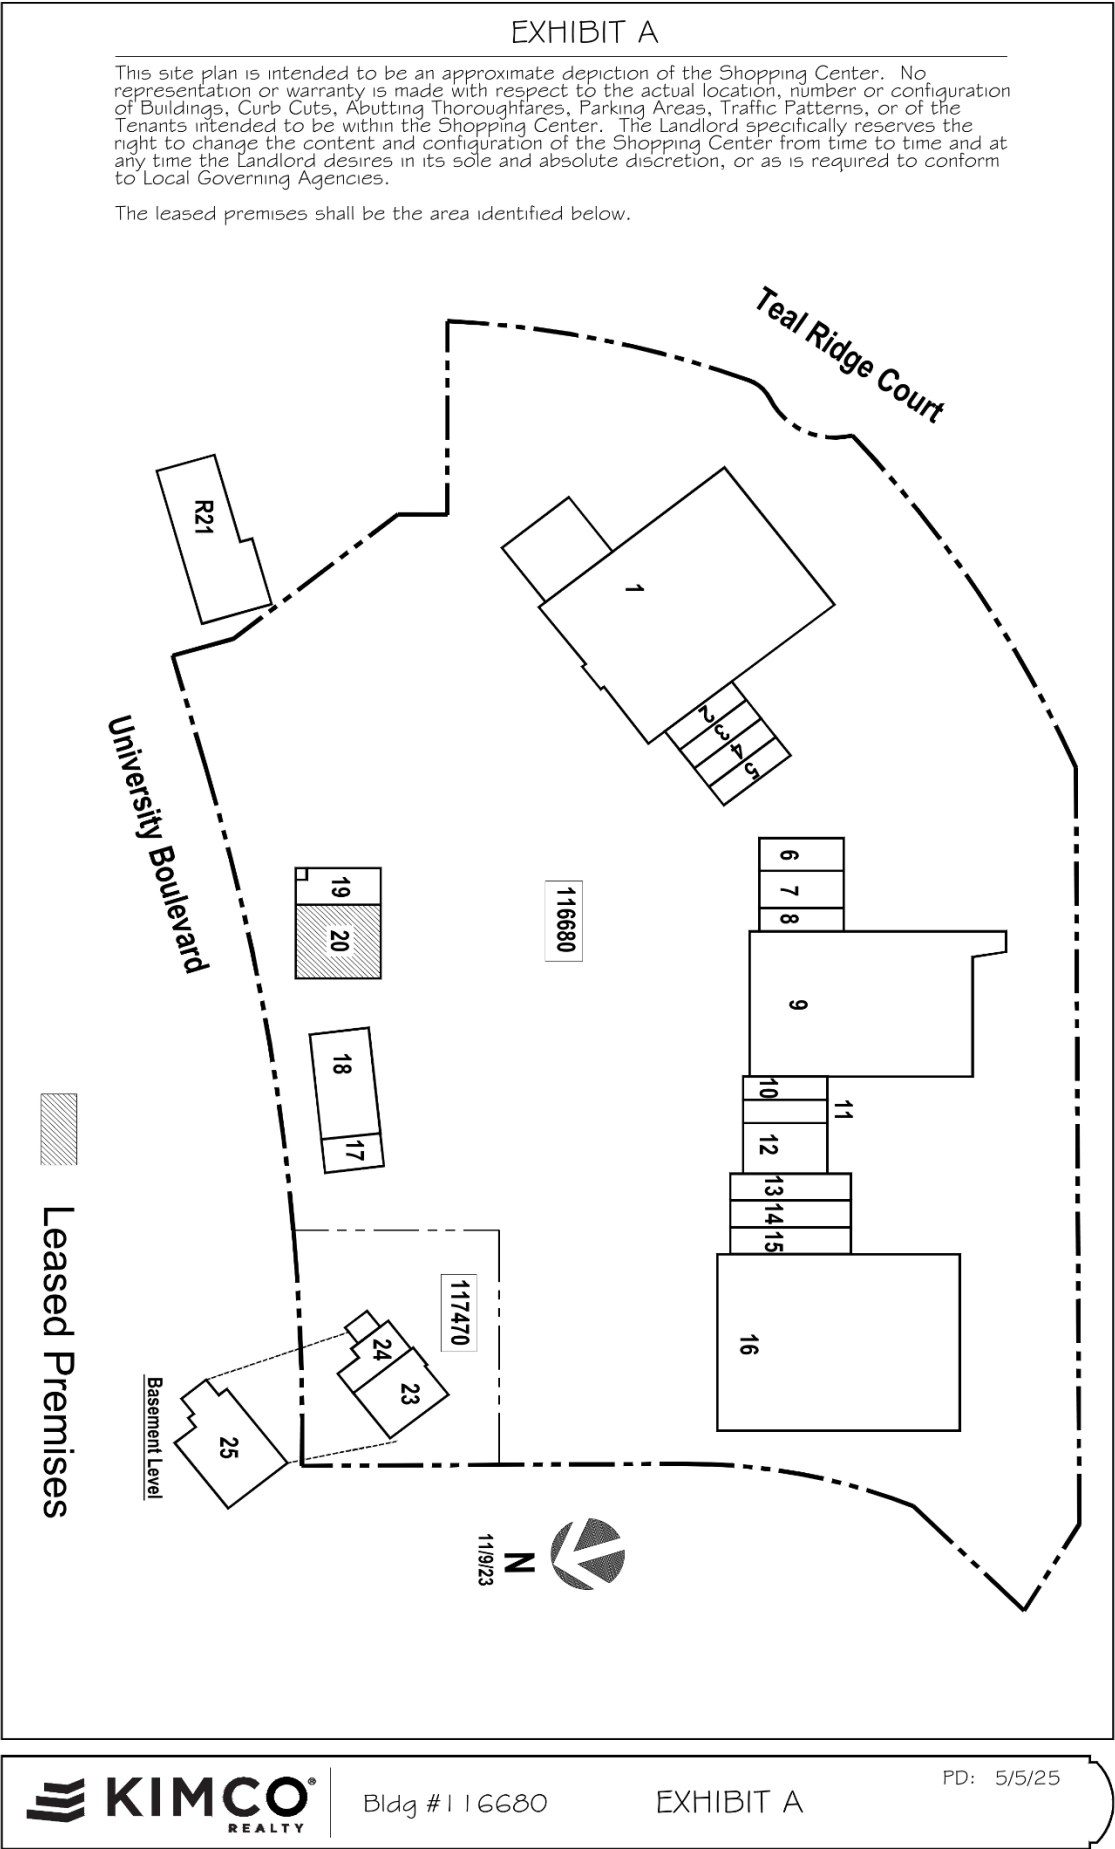 EXHIBIT A
This site plan is intended to be an approximate depiction of the Shopping Center. No
representation or warranty is made with respect to the actual location, number or configuration
of Buildings, Curb Cuts, Abutting Thoroughfares, Parking Areas, Traffic Patterns, or of the
Tenants intended to be within the Shopping Center. The Landlord specifically reserves the
right to change the content and configuration of the Shopping Center from time to time and at
any time the Landlord desires in its sole and absolute discretion, or as is required to conform
to Local Governing Agencies.
The leased premises shall be the area identified below.
Teal Ridge Court
R21
1
2
3
4
5
University Boulevard
6
7
8
19
20
116680
9
18
17
10
11
12
13
14
15
117470
16
24
23
25
Basement Level
Leased Premises
N
11/9/23
KIMCO®
REALTY
Bldg #116680
EXHIBIT A
PD: 5/5/25